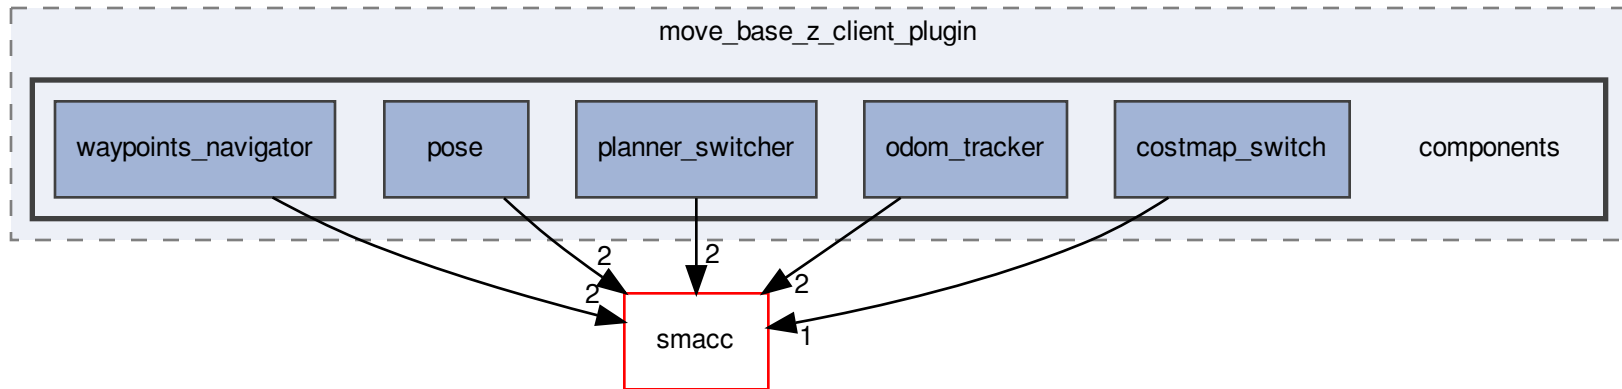 move_base_z_client_plugin
waypoints_navigator
pose
planner_switcher
odom_tracker
costmap_switch
components
2
2
2
2
1
smacc